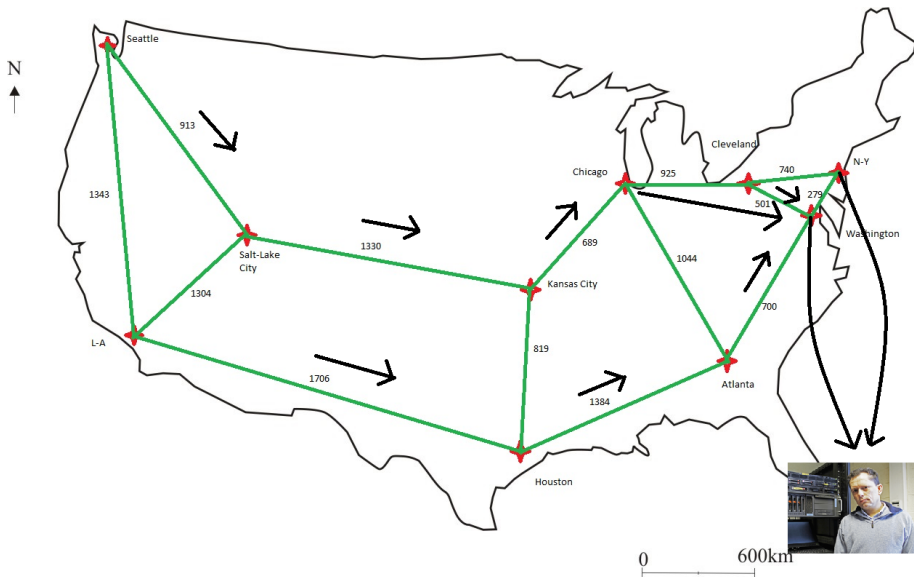 Seattle
N
913
Cleveland
Chicago
925
740
N-Y
1343
501
279
Washington
Salt-Lake
City
1330
689
1044
Kansas City
1304
700
L-A
819
Atlanta
1706
1384
Houston
0
600km